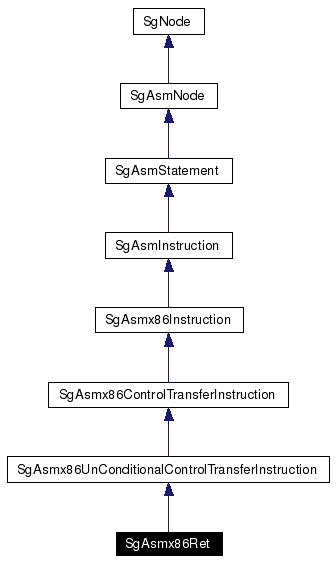 SgNode
SgAsmNode
SgAsmStatement
SgAsmInstruction
SgAsmx86Instruction
SgAsmx86ControlTransferInstruction
SgAsmx86UnConditionalControlTransferInstruction
SgAsmx86Ret